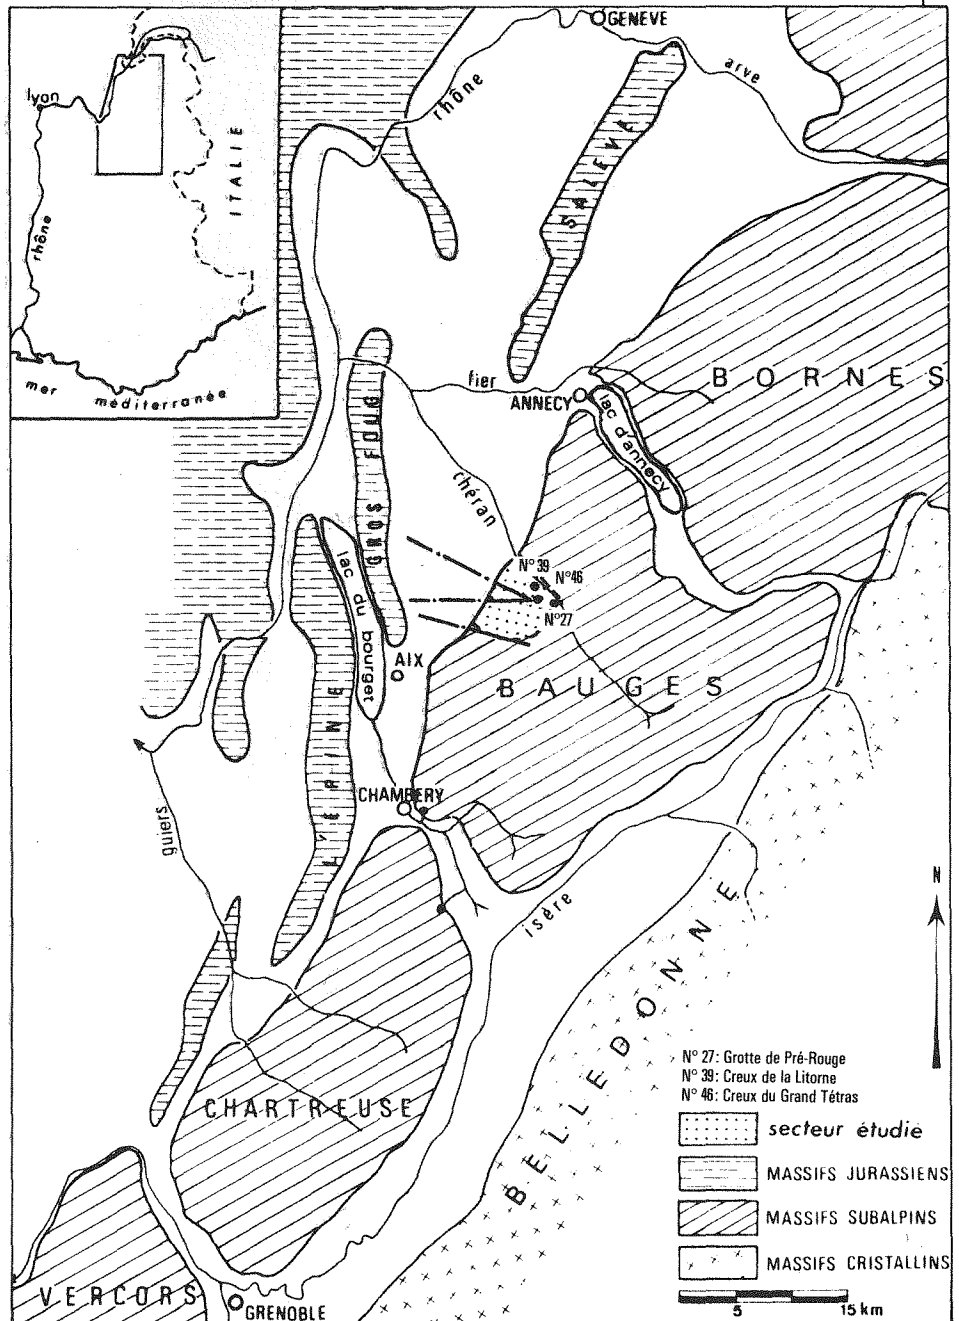 GENEVE
rhône
arve
lyon
ITALIE
rhône
mer méditerranée
SALEVE
BORNES
fier
ANNECY
lac d'annecy
GROS FOUG
chéran
N° 39
N° 46
N° 27
lac du bourget
AIX
BAUGES
L'EPINE
CHAMBERY
guiers
isère
BELLEDONNE
N
CHARTREUSE
VERCORS
GRENOBLE
N° 27: Grotte de Pré-Rouge
N° 39: Creux de la Litorne
N° 46: Creux du Grand Tétras
secteur étudié
MASSIFS JURASSIENS
MASSIFS SUBALPINS
MASSIFS CRISTALLINS
5 15 km